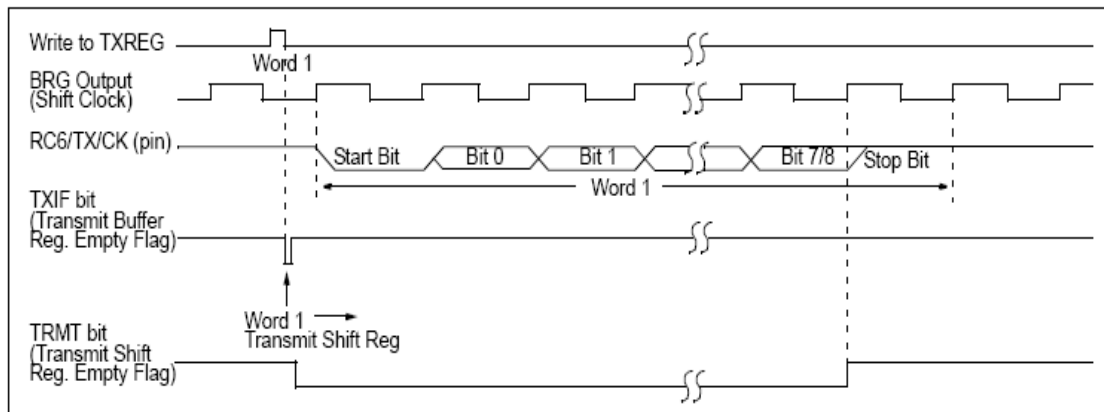 Write to TXREG
Word 1
BRG Output
(Shift Clock)
RC6/TX/CK (pin)
Start Bit
Bit 0
Bit 1
Bit 7/8
Stop Bit
Word 1
TXIF bit
(Transmit Buffer
Reg. Empty Flag)
Word 1
Transmit Shift Reg
TRMT bit
(Transmit Shift
Reg. Empty Flag)